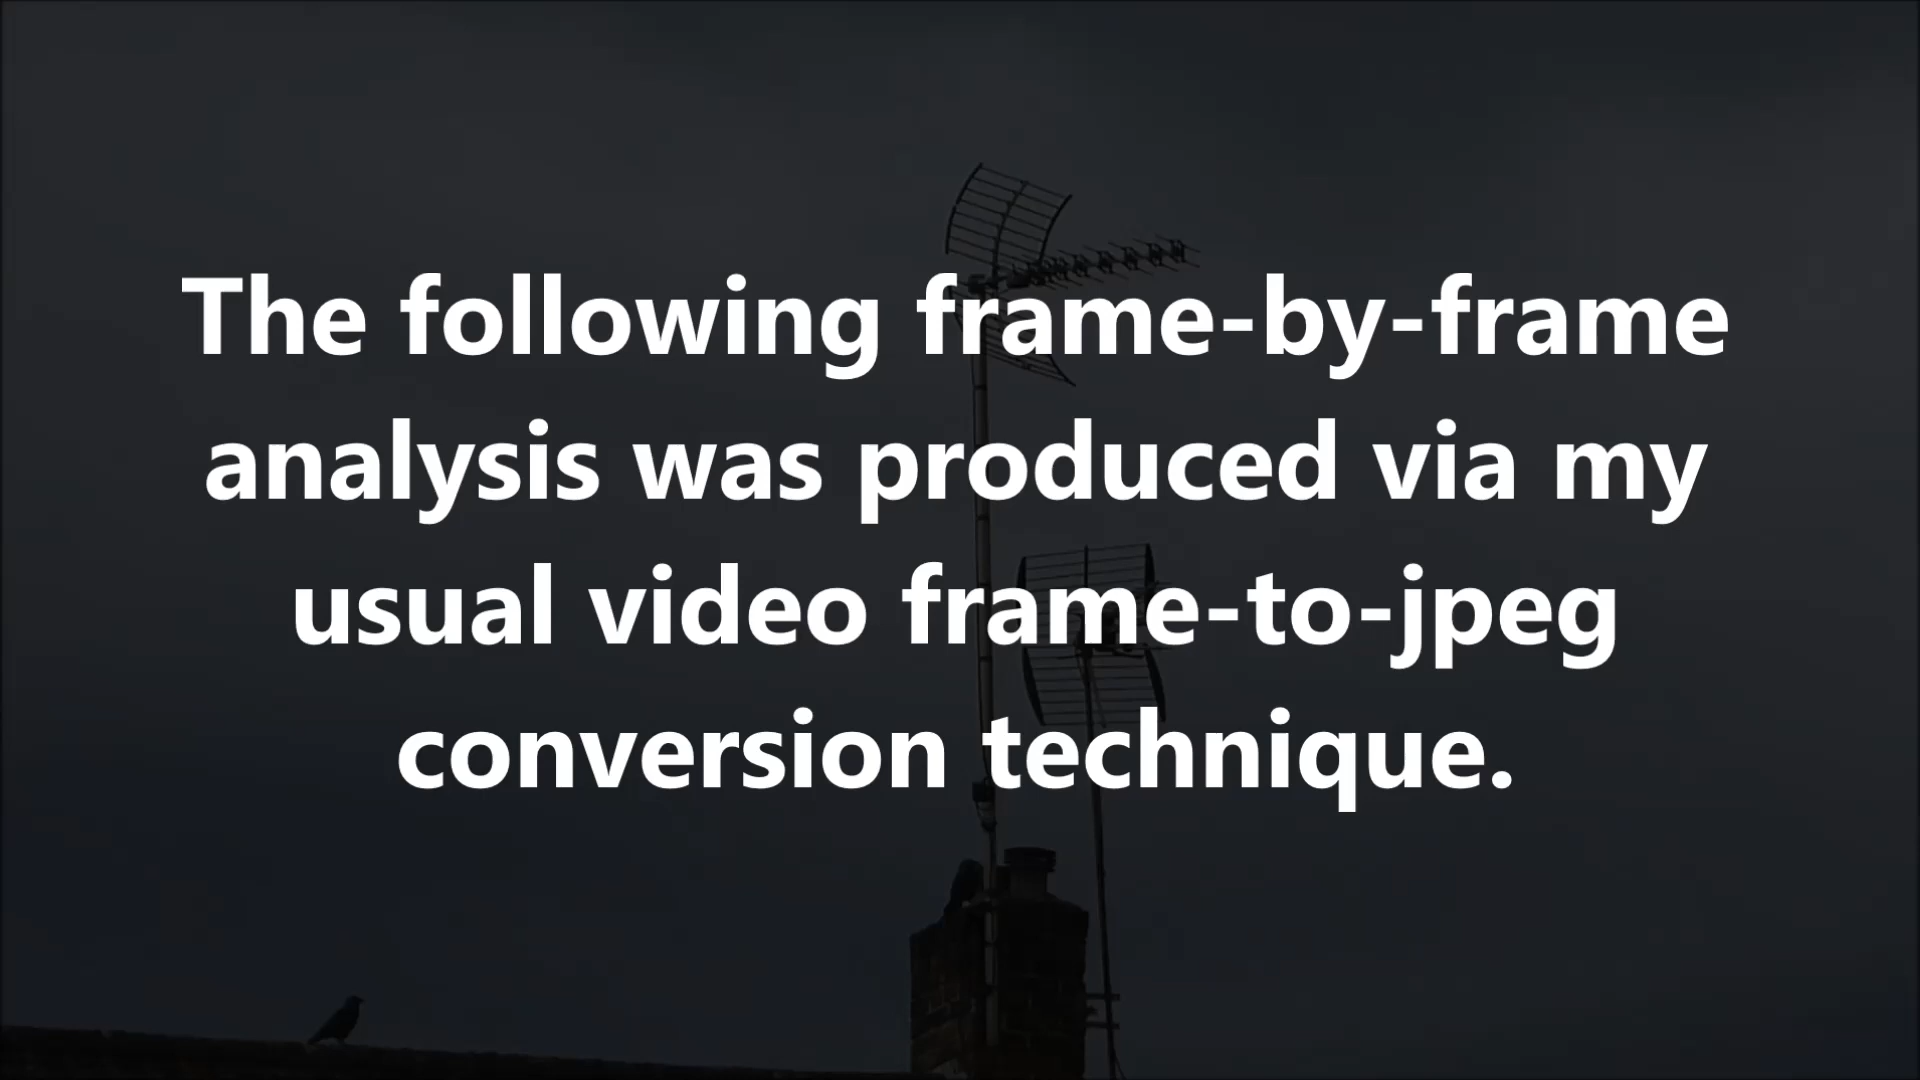 The following frame-by-frame
analysis was produced via my
usual video frame-to-jpeg
conversion technique.